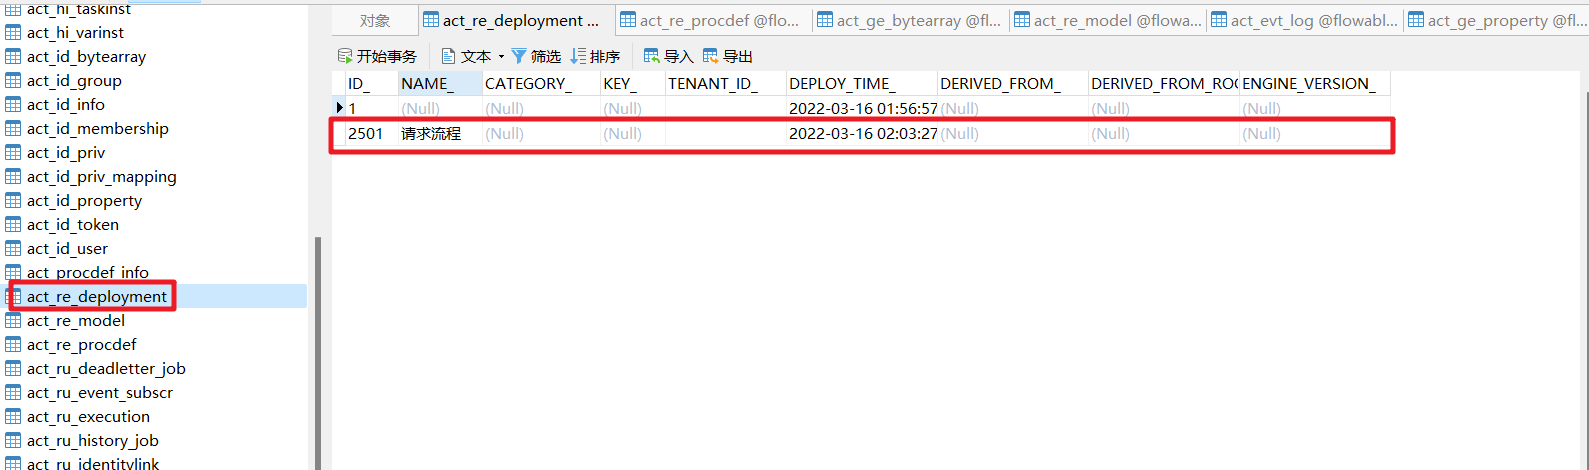 act_hi_taskinst
act_hi_varinst
act_id_bytearray
act_id_group
act_id_info
act_id_membership
act_id_priv
act_id_priv_mapping
act_id_property
act_id_token
act_id_user
act_procdef_info
act_re_deployment
act_re_model
act_re_procdef
act_ru_deadletter_job
act_ru_event_subscr
act_ru_execution
act_ru_history_job
act_ru_identitylink
对象 act_re_deployment ... act_re_procdef @flo... act_ge_bytearray @fl... act_re_model @flowa... act_evt_log @flowabl... act_ge_property @fl...
开始事务 文本 筛选 排序 导入 导出
ID_ NAME_ CATEGORY_ KEY_ TENANT_ID_ DEPLOY_TIME_ DERIVED_FROM_ DERIVED_FROM_ROO ENGINE_VERSION_
1 (Null) (Null) (Null) 2022-03-16 01:56:57 (Null) (Null) (Null)
2501 请求流程 (Null) (Null) 2022-03-16 02:03:27 (Null) (Null) (Null)